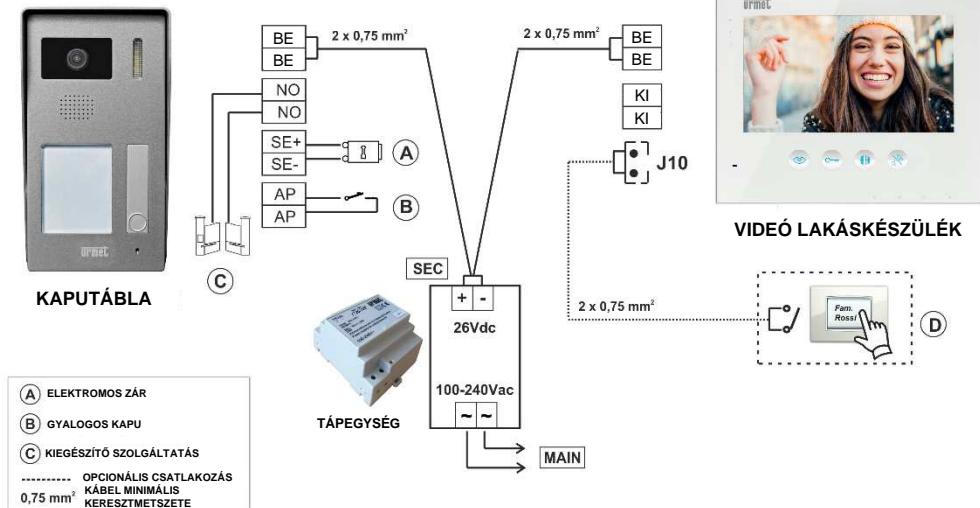 urmet
BE
BE
2 x 0,75 mm²
2 x 0,75 mm²
BE
BE
NO
NO
KI
KI
SE+
SE-
A
J10
AP
AP
B
urmet
C
KAPUTÁBLA
VIDEÓ LAKÁSKÉSZÜLÉK
SEC
+ -
26Vdc
2 x 0,75 mm²
Fam.
Rossi
D
100-240Vac
~ ~
TÁPEGYSÉG
MAIN
A ELEKTROMOS ZÁR
B GYALOGOS KAPU
C KIEGÉSZÍTŐ SZOLGÁLTATÁS
---------- OPCIONÁLIS CSATLAKOZÁS
0,75 mm² KÁBEL MINIMÁLIS
KERESZTMETSZETE